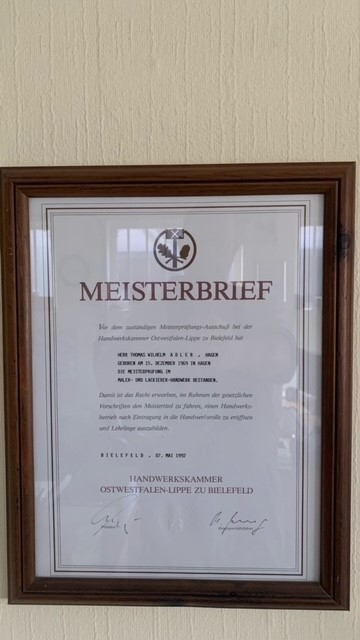 MEISTERBRIEF
Vor dem zuständigen Meisterprüfungs-Ausschuß bei der
Handwerkskammer Ostwestfalen-Lippe zu Bielefeld hat
HERR THOMAS WILHELM A D L E R , HAGEN
GEBOREN AM 15. DEZEMBER 1969 IN HAGEN
DIE MEISTERPRÜFUNG IM
MALER- UND LACKIERER-HANDWERK BESTANDEN.
Damit ist das Recht erworben, im Rahmen der gesetzlichen
Vorschriften den Meistertitel zu führen, einen Handwerks-
betrieb nach Eintragung in die Handwerksrolle zu eröffnen
und Lehrlinge auszubilden.
B I E L E F E L D , 07. MAI 1992
HANDWERKSKAMMER
OSTWESTFALEN-LIPPE ZU BIELEFELD